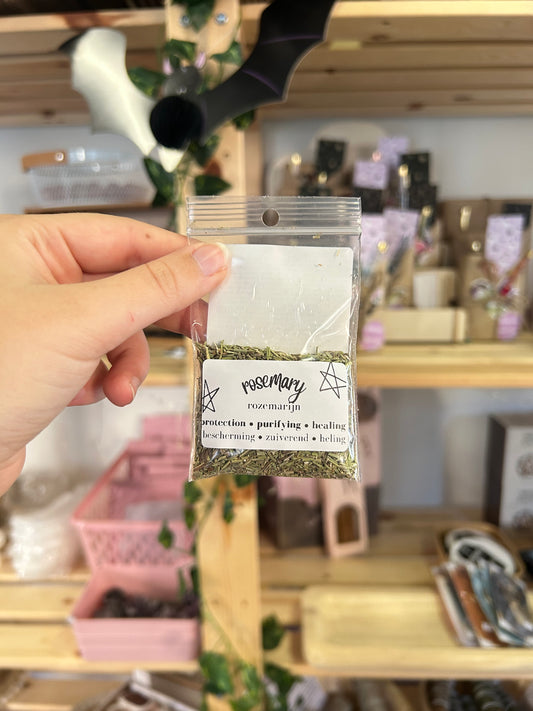 rosemary
rozemarijn
protection • purifying • healing
bescherming • zuiverend • heling